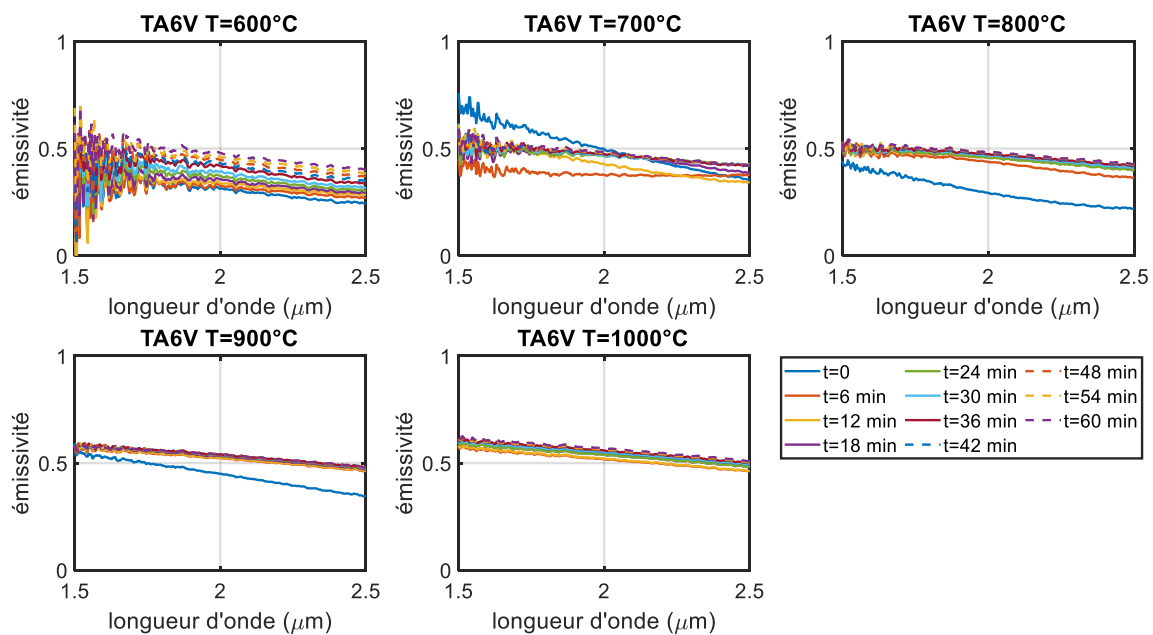 TA6V T=600°C
1
0.5
0
émissivité
1.5 2 2.5
longueur d'onde (μm)
TA6V T=700°C
1
0.5
0
émissivité
1.5 2 2.5
longueur d'onde (μm)
TA6V T=800°C
1
0.5
0
émissivité
1.5 2 2.5
longueur d'onde (μm)
TA6V T=900°C
1
0.5
0
émissivité
1.5 2 2.5
longueur d'onde (μm)
TA6V T=1000°C
1
0.5
0
émissivité
1.5 2 2.5
longueur d'onde (μm)
t=0 t=24 min t=48 min
t=6 min t=30 min t=54 min
t=12 min t=36 min t=60 min
t=18 min t=42 min